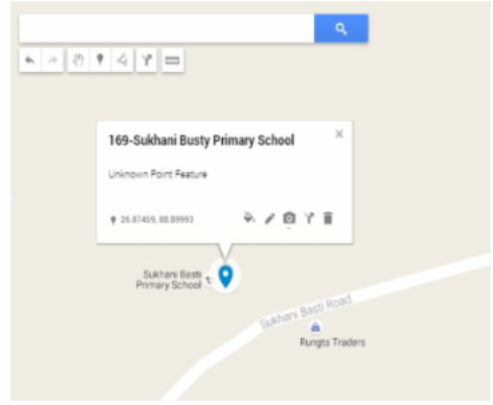 169-Sukhani Busty Primary School
Unknown Point Feature
26.87459, 88.89993
Sukhani Basti
Primary School
Sukhani Basti Road
Rungta Traders